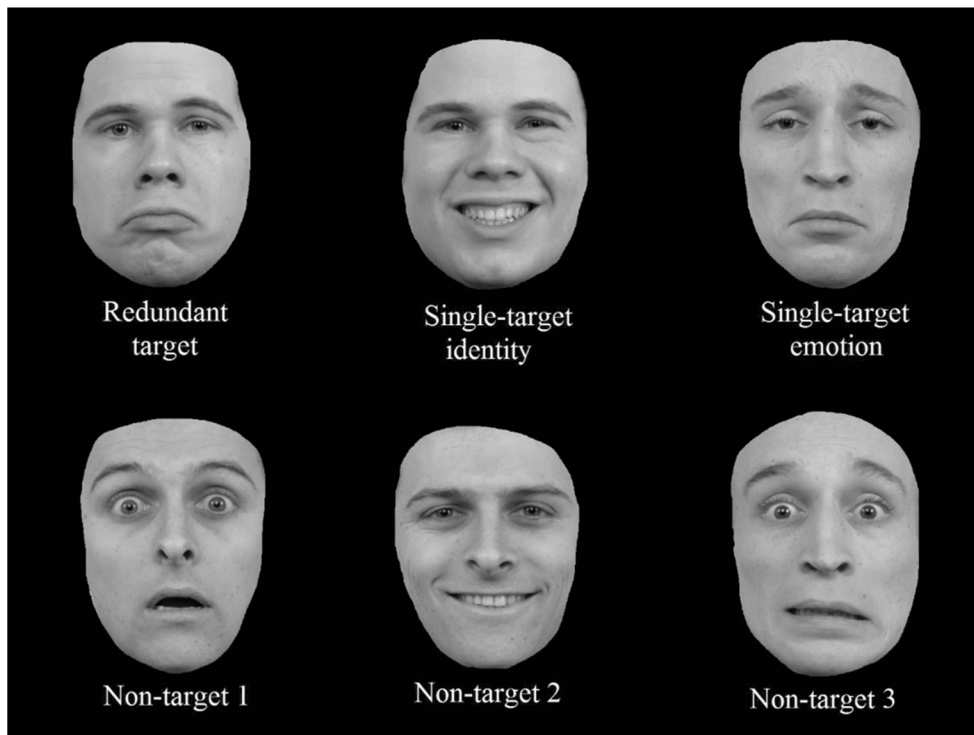 Redundant
target
Single-target
identity
Single-target
emotion
Non-target 1
Non-target 2
Non-target 3